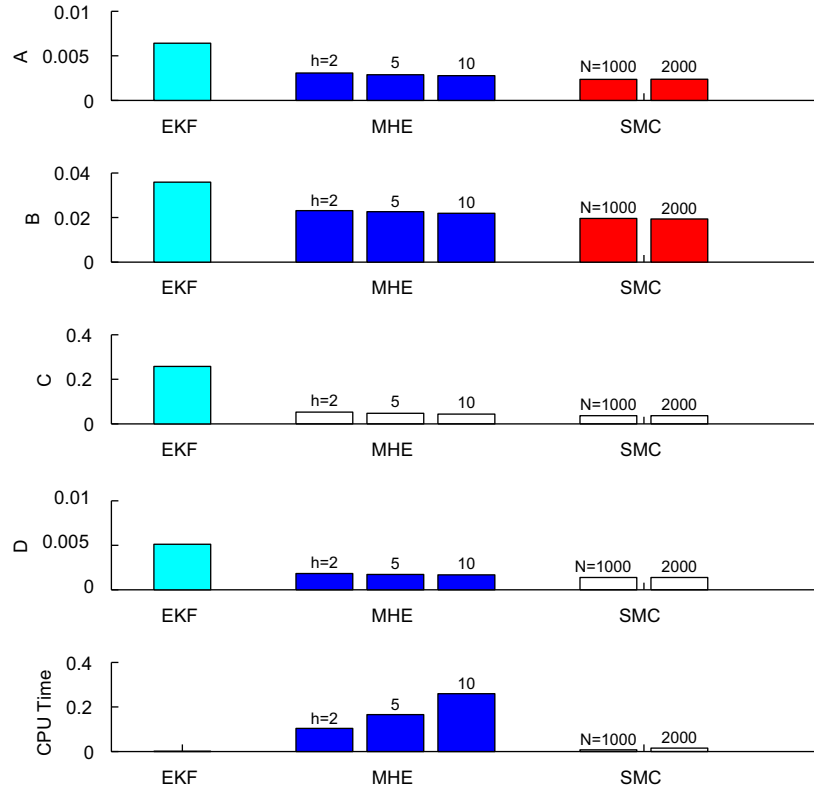 0.01
A
0.005
0
h=2 5 10
N=1000 2000
EKF MHE SMC
0.04
B
0.02
0
h=2 5 10
N=1000 2000
EKF MHE SMC
0.4
C
0.2
0
h=2 5 10
N=1000 2000
EKF MHE SMC
0.01
D
0.005
0
h=2 5 10
N=1000 2000
EKF MHE SMC
0.4
CPU Time
0.2
0
h=2 5 10
N=1000 2000
EKF MHE SMC